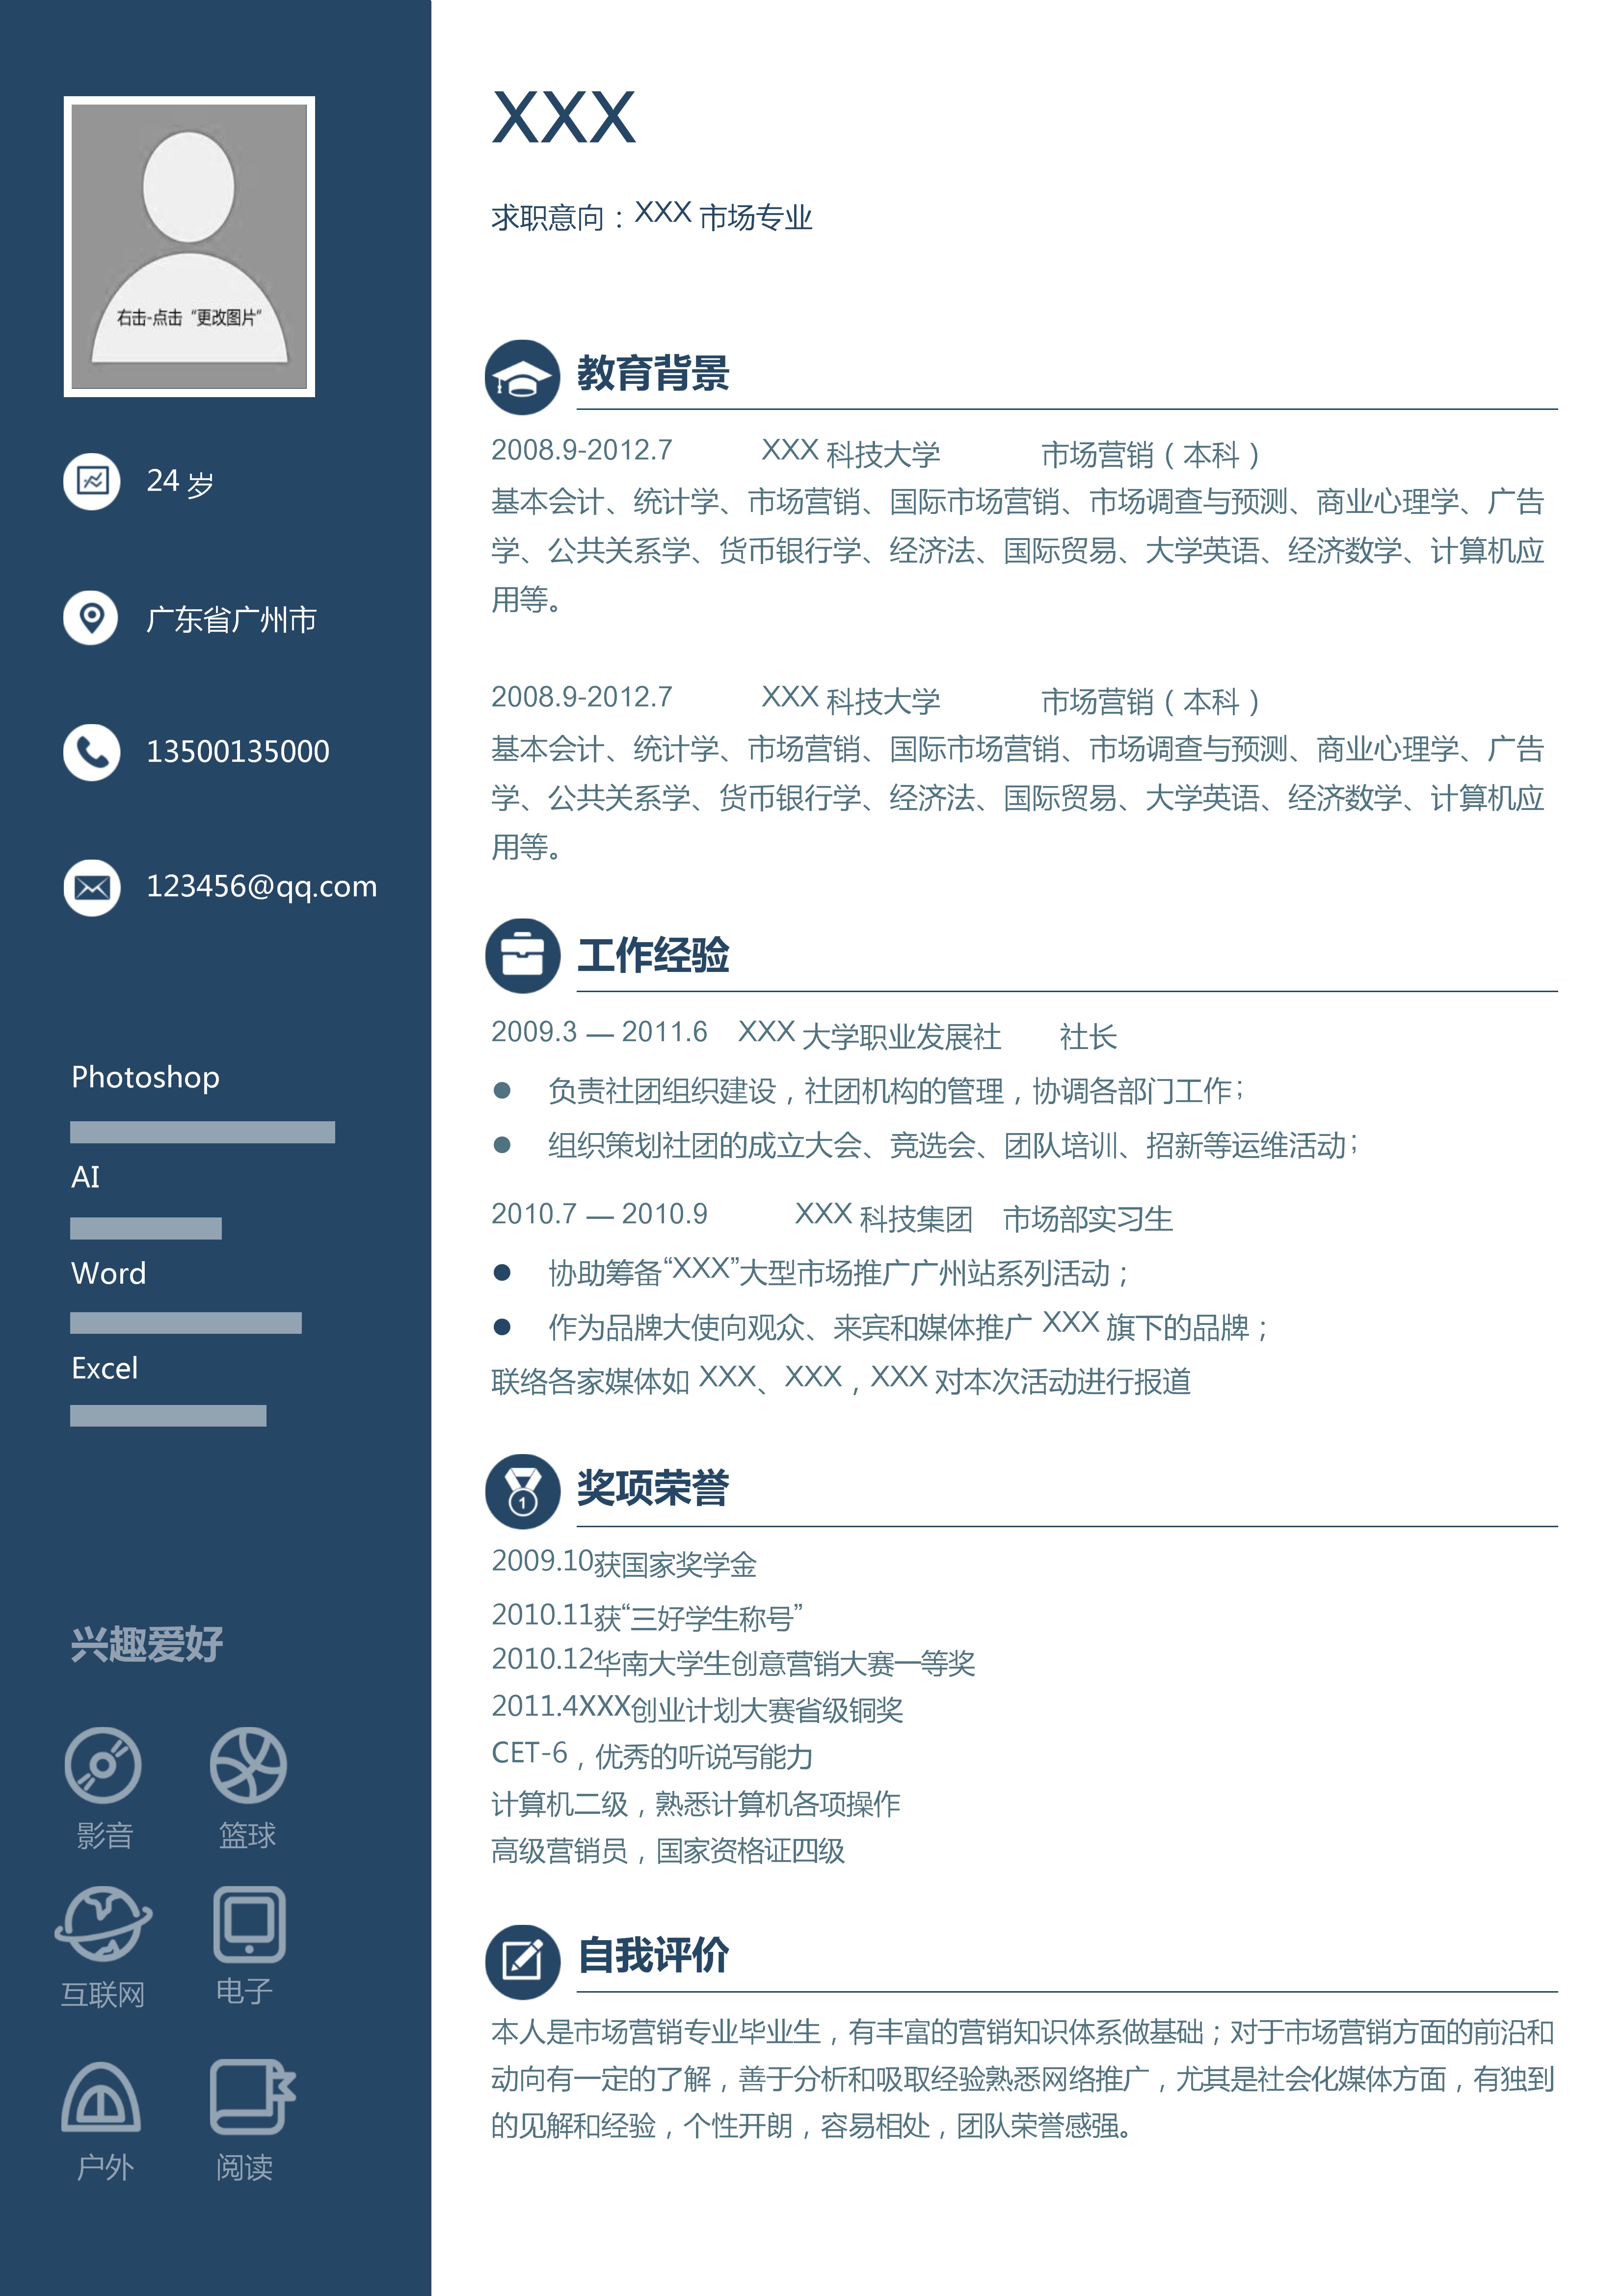 右击-点击“更改图片”
24 岁
广东省广州市
13500135000
123456@qq.com
Photoshop
AI
Word
Excel
兴趣爱好
影音 篮球
互联网 电子
户外 阅读
XXX
求职意向：XXX 市场专业
教育背景
2008.9-2012.7 XXX 科技大学 市场营销（本科）
基本会计、统计学、市场营销、国际市场营销、市场调查与预测、商业心理学、广告
学、公共关系学、货币银行学、经济法、国际贸易、大学英语、经济数学、计算机应
用等。
2008.9-2012.7 XXX 科技大学 市场营销（本科）
基本会计、统计学、市场营销、国际市场营销、市场调查与预测、商业心理学、广告
学、公共关系学、货币银行学、经济法、国际贸易、大学英语、经济数学、计算机应
用等。
工作经验
2009.3 — 2011.6 XXX 大学职业发展社 社长
● 负责社团组织建设，社团机构的管理，协调各部门工作；
● 组织策划社团的成立大会、竞选会、团队培训、招新等运维活动；
2010.7 — 2010.9 XXX 科技集团 市场部实习生
● 协助筹备“XXX”大型市场推广广州站系列活动；
● 作为品牌大使向观众、来宾和媒体推广 XXX 旗下的品牌；
联络各家媒体如 XXX、XXX，XXX 对本次活动进行报道
1
奖项荣誉
2009.10获国家奖学金
2010.11获“三好学生称号”
2010.12华南大学生创意营销大赛一等奖
2011.4XXX创业计划大赛省级铜奖
CET-6，优秀的听说写能力
计算机二级，熟悉计算机各项操作
高级营销员，国家资格证四级
自我评价
本人是市场营销专业毕业生，有丰富的营销知识体系做基础；对于市场营销方面的前沿和
动向有一定的了解，善于分析和吸取经验熟悉网络推广，尤其是社会化媒体方面，有独到
的见解和经验，个性开朗，容易相处，团队荣誉感强。